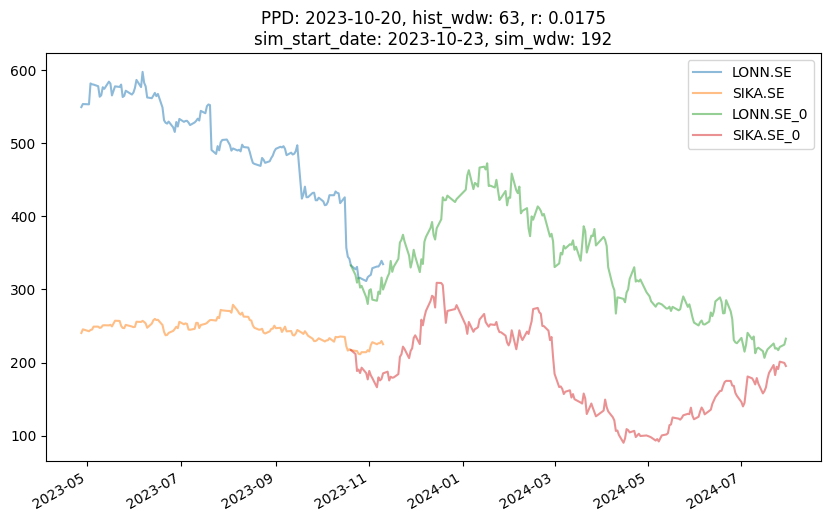 PPD: 2023-10-20, hist_wdw: 63, r: 0.0175
sim_start_date: 2023-10-23, sim_wdw: 192
LONN.SE
SIKA.SE
LONN.SE_0
SIKA.SE_0
600
500
400
300
200
100
2023-05
2023-07
2023-09
2023-11
2024-01
2024-03
2024-05
2024-07